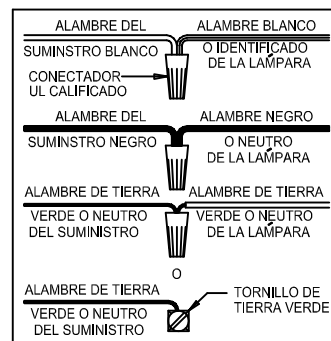 ALAMBRE DEL ALAMBRE BLANCO
SUMINSTRO BLANCO O IDENTIFICADO
DE LA LAMPARA
CONECTADOR
UL CALIFICADO
ALAMBRE DEL ALAMBRE NEGRO
SUMINSTRO NEGRO O NEUTRO
DE LA LÁMPARA
ALAMBRE DE TIERRA ALAMBRE DE TIERRA
VERDE O NEUTRO VERDE O NEUTRO
DEL SUMINISTRO DE LA LÁMPARA
O
ALAMBRE DE TIERRA TORNILLO DE
VERDE O NEUTRO TIERRA VERDE
DEL SUMINISTRO